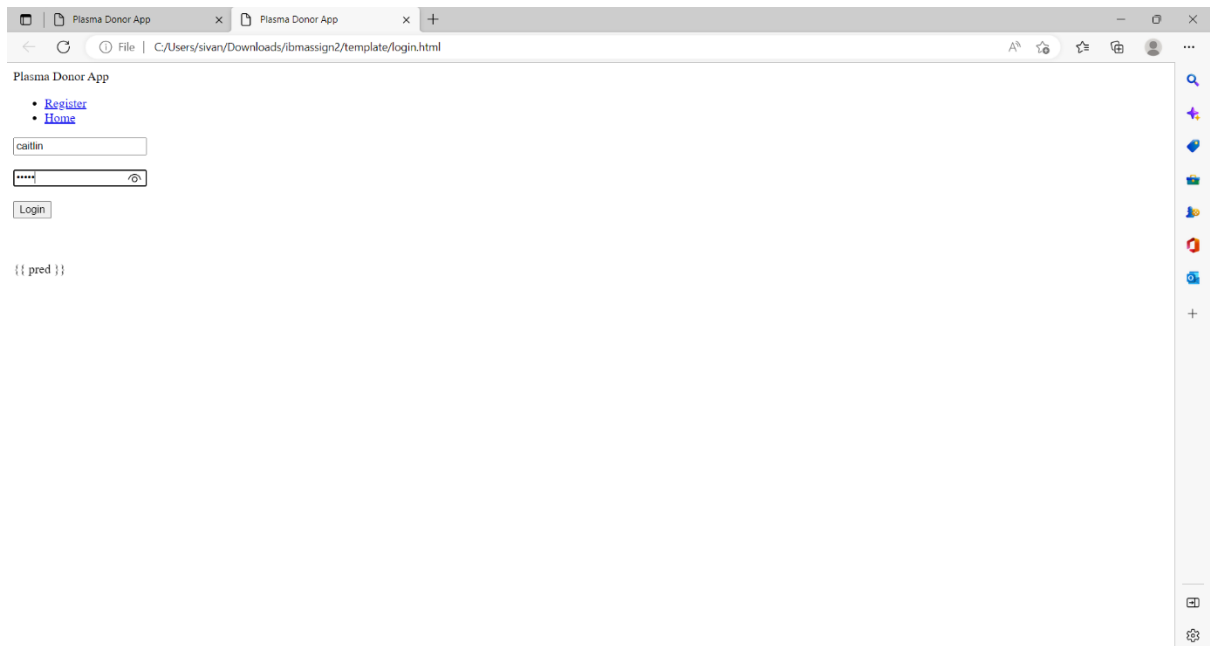 Plasma Donor App
Plasma Donor App
File | C:/Users/sivan/Downloads/ibmassign2/template/login.html
Plasma Donor App
Register
Home
caitlin
•••••
Login
{{ pred }}